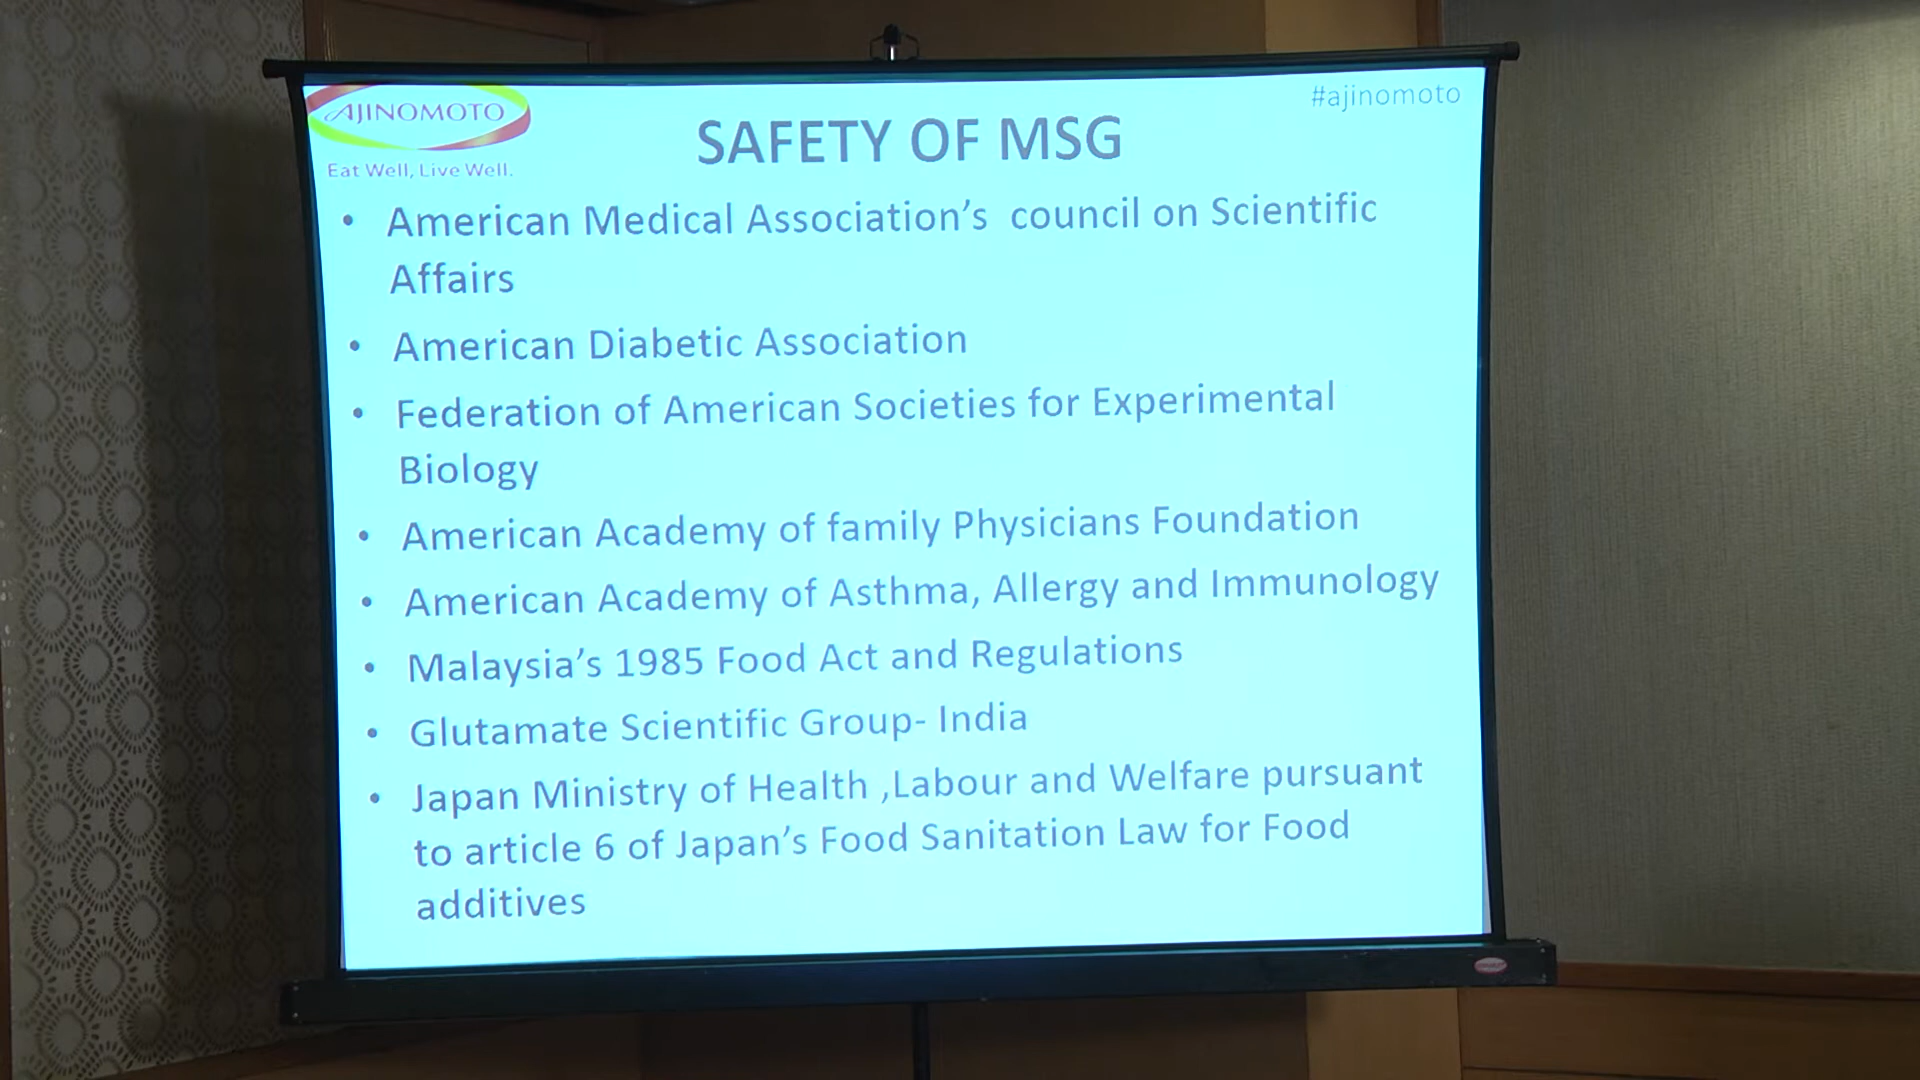 AJINOMOTO
Eat Well, Live Well.
#ajinomoto
SAFETY OF MSG
• American Medical Association’s council on Scientific
Affairs
• American Diabetic Association
• Federation of American Societies for Experimental
Biology
• American Academy of family Physicians Foundation
• American Academy of Asthma, Allergy and Immunology
• Malaysia’s 1985 Food Act and Regulations
• Glutamate Scientific Group- India
• Japan Ministry of Health ,Labour and Welfare pursuant
to article 6 of Japan’s Food Sanitation Law for Food
additives